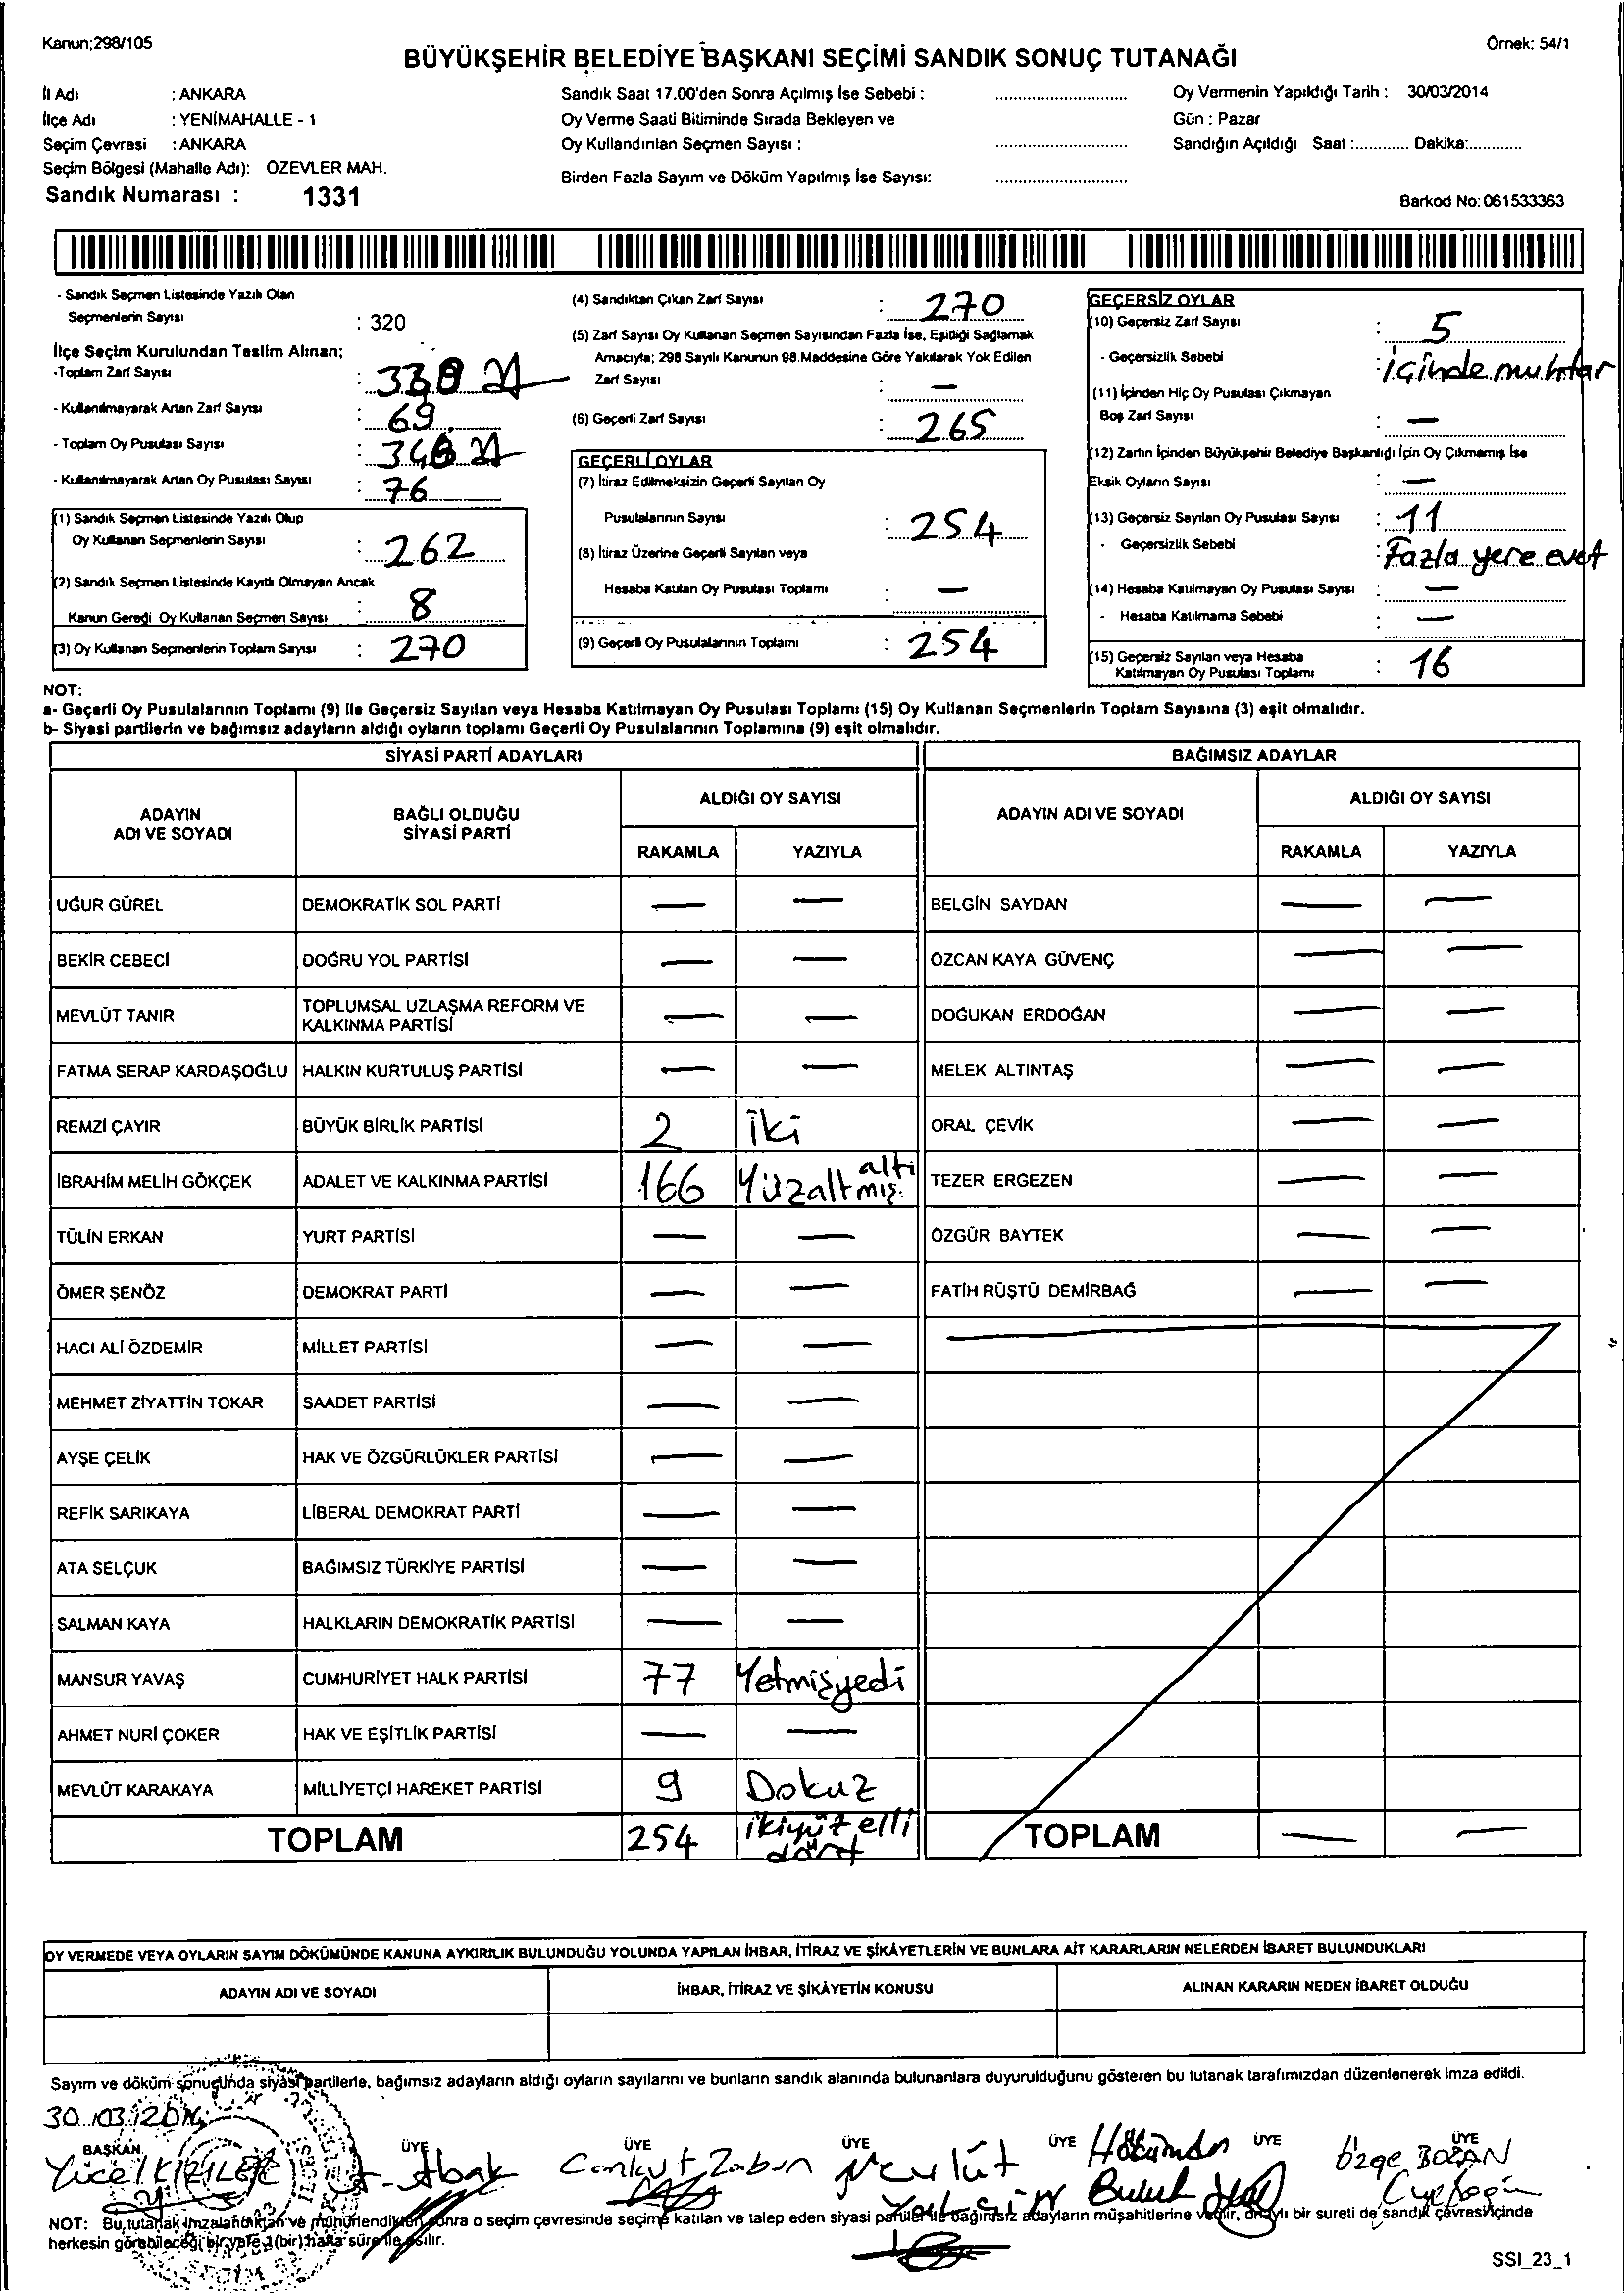 Kanun;298/105
Örnek: 54/1
BÜYÜKŞEHİR BELEDİYE BAŞKANI SEÇİMİ SANDIK SONUÇ TUTANAĞI
İl Adı : ANKARA
İlçe Adı : YENİMAHALLE - 1
Seçim Çevresi : ANKARA
Seçim Bölgesi (Mahalle Adı): ÖZEVLER MAH.
Sandık Numarası : 1331
Sandık Saat 17.00'den Sonra Açılmış İse Sebebi :
Oy Verme Saati Bitiminde Sırada Bekleyen ve
Oy Kullandırılan Seçmen Sayısı :
Birden Fazla Sayım ve Döküm Yapılmış İse Sayısı:
Oy Vermenin Yapıldığı Tarih : 30/03/2014
Gün : Pazar
Sandığın Açıldığı Saat :............ Dakika:............
Barkod No: 061533363
- Sandık Seçmen Listesinde Yazılı Olan
Seçmenlerin Sayısı : 320
İlçe Seçim Kurulundan Teslim Alınan;
-Toplam Zarf Sayısı :
- Kullanılmayarak Artan Zarf Sayısı : 69
- Toplam Oy Pusulası Sayısı :
- Kullanılmayarak Artan Oy Pusulası Sayısı : 76
(1) Sandık Seçmen Listesinde Yazılı Olup
Oy Kullanan Seçmenlerin Sayısı : 262
(2) Sandık Seçmen Listesinde Kayıtlı Olmayan Ancak
Kanun Gereği Oy Kullanan Seçmen Sayısı : 8
(3) Oy Kullanan Seçmenlerin Toplam Sayısı : 270
(4) Sandıktan Çıkan Zarf Sayısı : 270
(5) Zarf Sayısı Oy Kullanan Seçmen Sayısından Fazla İse, Eşitliği Sağlamak
Amacıyla; 298 Sayılı Kanunun 98.Maddesine Göre Yakılarak Yok Edilen
Zarf Sayısı : —
(6) Geçerli Zarf Sayısı : 265
GEÇERLİ OYLAR
(7) İtiraz Edilmeksizin Geçerli Sayılan Oy
Pusulalarının Sayısı : 254
(8) İtiraz Üzerine Geçerli Sayılan veya
Hesaba Katılan Oy Pusulası Toplamı : —
(9) Geçerli Oy Pusulalarının Toplamı : 254
GEÇERSİZ OYLAR
(10) Geçersiz Zarf Sayısı : 5
- Geçersizlik Sebebi : içinde muhtar
(11) İçinden Hiç Oy Pusulası Çıkmayan
Boş Zarf Sayısı : —
(12) Zarfın İçinden Büyükşehir Belediye Başkanlığı İçin Oy Çıkmamış İse
Eksik Oyların Sayısı : —
(13) Geçersiz Sayılan Oy Pusulası Sayısı : 11
- Geçersizlik Sebebi : Fazla yere evet
(14) Hesaba Katılmayan Oy Pusulası Sayısı : —
- Hesaba Katılmama Sebebi : —
(15) Geçersiz Sayılan veya Hesaba
Katılmayan Oy Pusulası Toplamı : 16
NOT:
a- Geçerli Oy Pusulalarının Toplamı (9) ile Geçersiz Sayılan veya Hesaba Katılmayan Oy Pusulası Toplamı (15) Oy Kullanan Seçmenlerin Toplam Sayısına (3) eşit olmalıdır.
b- Siyasi partilerin ve bağımsız adayların aldığı oyların toplamı Geçerli Oy Pusulalarının Toplamına (9) eşit olmalıdır.
SİYASİ PARTİ ADAYLARI BAĞIMSIZ ADAYLAR
ADAYIN ADI VE SOYADI BAĞLI OLDUĞU SİYASİ PARTİ ALDIĞI OY SAYISI ADAYIN ADI VE SOYADI ALDIĞI OY SAYISI
RAKAMLA YAZIYLA RAKAMLA YAZIYLA
UĞUR GÜREL DEMOKRATİK SOL PARTİ — — BELGİN SAYDAN — —
BEKİR CEBECİ DOĞRU YOL PARTİSİ — — ÖZCAN KAYA GÜVENÇ — —
MEVLÜT TANIR TOPLUMSAL UZLAŞMA REFORM VE KALKINMA PARTİSİ — — DOĞUKAN ERDOĞAN — —
FATMA SERAP KARDAŞOĞLU HALKIN KURTULUŞ PARTİSİ — — MELEK ALTINTAŞ — —
REMZİ ÇAYIR BÜYÜK BİRLİK PARTİSİ 2 iki ORAL ÇEVİK — —
İBRAHİM MELİH GÖKÇEK ADALET VE KALKINMA PARTİSİ 166 Yüzaltmış altı TEZER ERGEZEN — —
TÜLİN ERKAN YURT PARTİSİ — — ÖZGÜR BAYTEK — —
ÖMER ŞENÖZ DEMOKRAT PARTİ — — FATİH RÜŞTÜ DEMİRBAĞ — —
HACI ALİ ÖZDEMİR MİLLET PARTİSİ — —
MEHMET ZİYATTİN TOKAR SAADET PARTİSİ — —
AYŞE ÇELİK HAK VE ÖZGÜRLÜKLER PARTİSİ — —
REFİK SARIKAYA LİBERAL DEMOKRAT PARTİ — —
ATA SELÇUK BAĞIMSIZ TÜRKİYE PARTİSİ — —
SALMAN KAYA HALKLARIN DEMOKRATİK PARTİSİ — —
MANSUR YAVAŞ CUMHURİYET HALK PARTİSİ 77 Yetmişyedi
AHMET NURİ ÇOKER HAK VE EŞİTLİK PARTİSİ — —
MEVLÜT KARAKAYA MİLLİYETÇİ HAREKET PARTİSİ 9 Dokuz
TOPLAM 254 ikiyüz elli dört TOPLAM — —
OY VERMEDE VEYA OYLARIN SAYIM DÖKÜMÜNDE KANUNA AYKIRILIK BULUNDUĞU YOLUNDA YAPILAN İHBAR, İTİRAZ VE ŞİKÂYETLERİN VE BUNLARA AİT KARARLARIN NELERDEN İBARET BULUNDUKLARI
ADAYIN ADI VE SOYADI İHBAR, İTİRAZ VE ŞİKÂYETİN KONUSU ALINAN KARARIN NEDEN İBARET OLDUĞU
Sayım ve döküm sonucunda siyasi partilerle, bağımsız adayların aldığı oyların sayılarını ve bunların sandık alanında bulunanlara duyurulduğunu gösteren bu tutanak tarafımızdan düzenlenerek imza edildi.
30.03.2014
BAŞKAN ÜYE ÜYE ÜYE ÜYE ÜYE ÜYE
Yücel Abak Cankut Mevlüt Bulut Özge BOZAN
NOT: Bu tutanak imzalandıktan ve mühürlendikten sonra o seçim çevresinde seçime katılan ve talep eden siyasi partiler ile bağımsız adayların müşahitlerine verilir, onaylı bir sureti de sandık çevresi içinde
herkesin görebileceği bir yere 1(bir) hafta süre ile asılır.
SSI_23_1